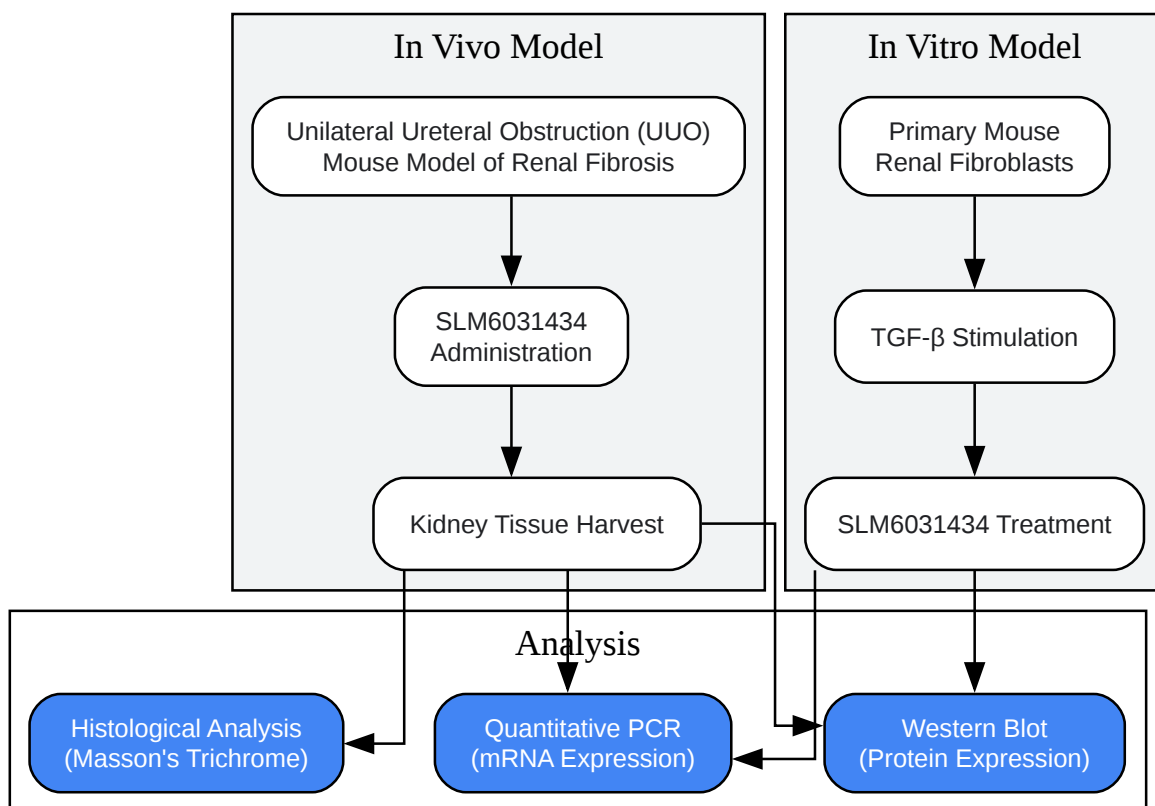 In Vivo Model
Unilateral Ureteral Obstruction (UUO)
Mouse Model of Renal Fibrosis
SLM6031434
Administration
Kidney Tissue Harvest
In Vitro Model
Primary Mouse
Renal Fibroblasts
TGF-β Stimulation
SLM6031434 Treatment
Analysis
Histological Analysis
(Masson's Trichrome)
Quantitative PCR
(mRNA Expression)
Western Blot
(Protein Expression)